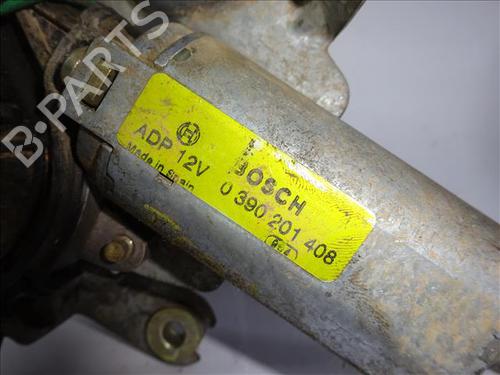 B-PARTS
BOSCH
ADP 12V 0 390 201 408
Made in Spain